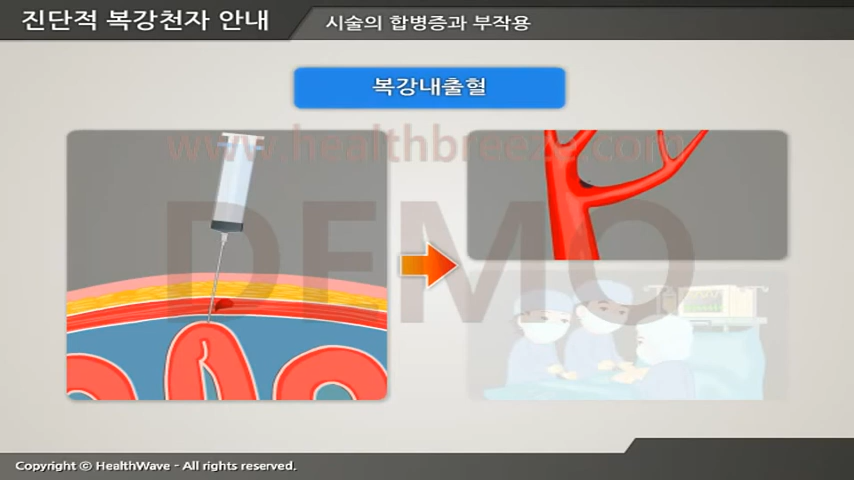 진단적 복강천자 안내
시술의 합병증과 부작용
복강내출혈
www.healthbreeze.com
DEMO
Copyright ⓒ HealthWave - All rights reserved.